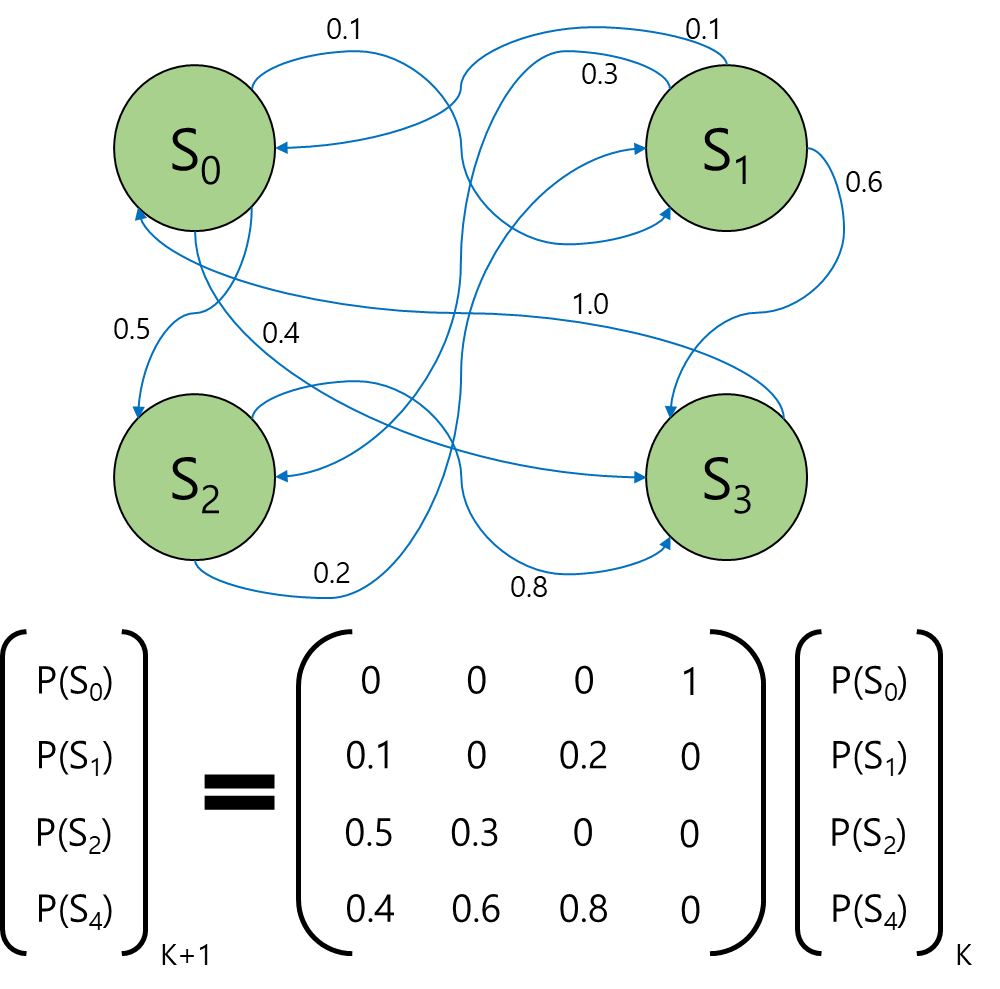 0.1
0.1
0.3
S₀
S₁
0.6
1.0
0.5
0.4
S₂
S₃
0.2
0.8
P(S₀)
P(S₁)
P(S₂)
P(S₄)
K+1
=
0 0 0 1
0.1 0 0.2 0
0.5 0.3 0 0
0.4 0.6 0.8 0
P(S₀)
P(S₁)
P(S₂)
P(S₄)
K